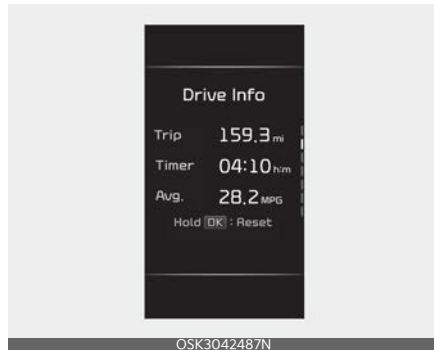 Drive Info
Trip 159.3 mi
Timer 04:10 h:m
Avg. 28.2 MPG
Hold OK : Reset
OSK3042487N